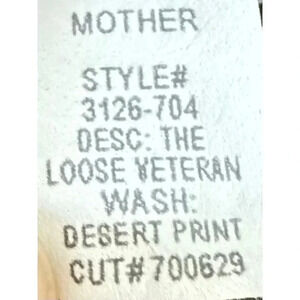 MOTHER
STYLE#
3126-704
DESC: THE
LOOSE VETERAN
WASH:
DESERT PRINT
CUT# 700629